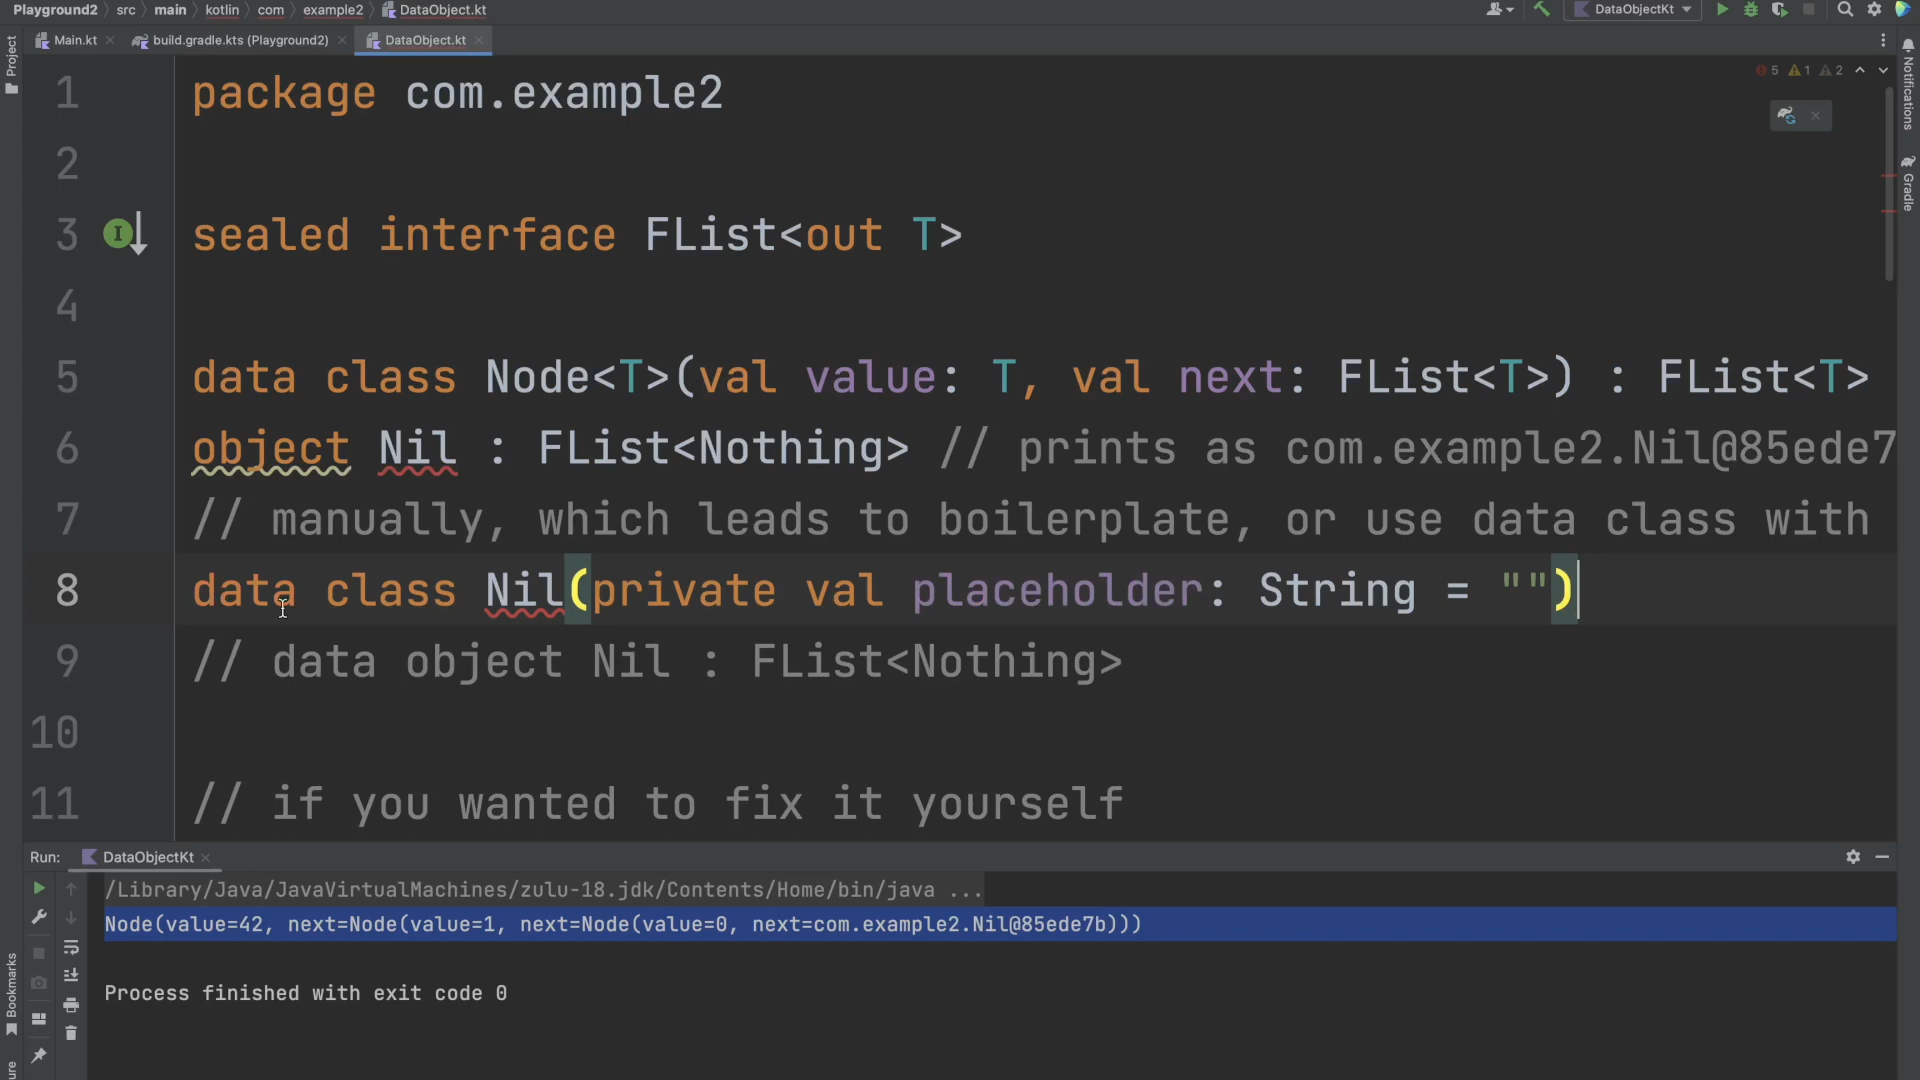 Playground2 src main kotlin com example2 DataObject.kt DataObjectKt
Main.kt build.gradle.kts (Playground2) DataObject.kt
Project
5 1 2
Notifications
Gradle
1 package com.example2
2
3 sealed interface FList<out T>
4
5 data class Node<T>(val value: T, val next: FList<T>) : FList<T>
6 object Nil : FList<Nothing> // prints as com.example2.Nil@85ede7
7 // manually, which leads to boilerplate, or use data class with
8 data class Nil(private val placeholder: String = "")
9 // data object Nil : FList<Nothing>
10
11 // if you wanted to fix it yourself
Run: DataObjectKt
/Library/Java/JavaVirtualMachines/zulu-18.jdk/Contents/Home/bin/java ...
Node(value=42, next=Node(value=1, next=Node(value=0, next=com.example2.Nil@85ede7b)))
Process finished with exit code 0
Bookmarks
ure